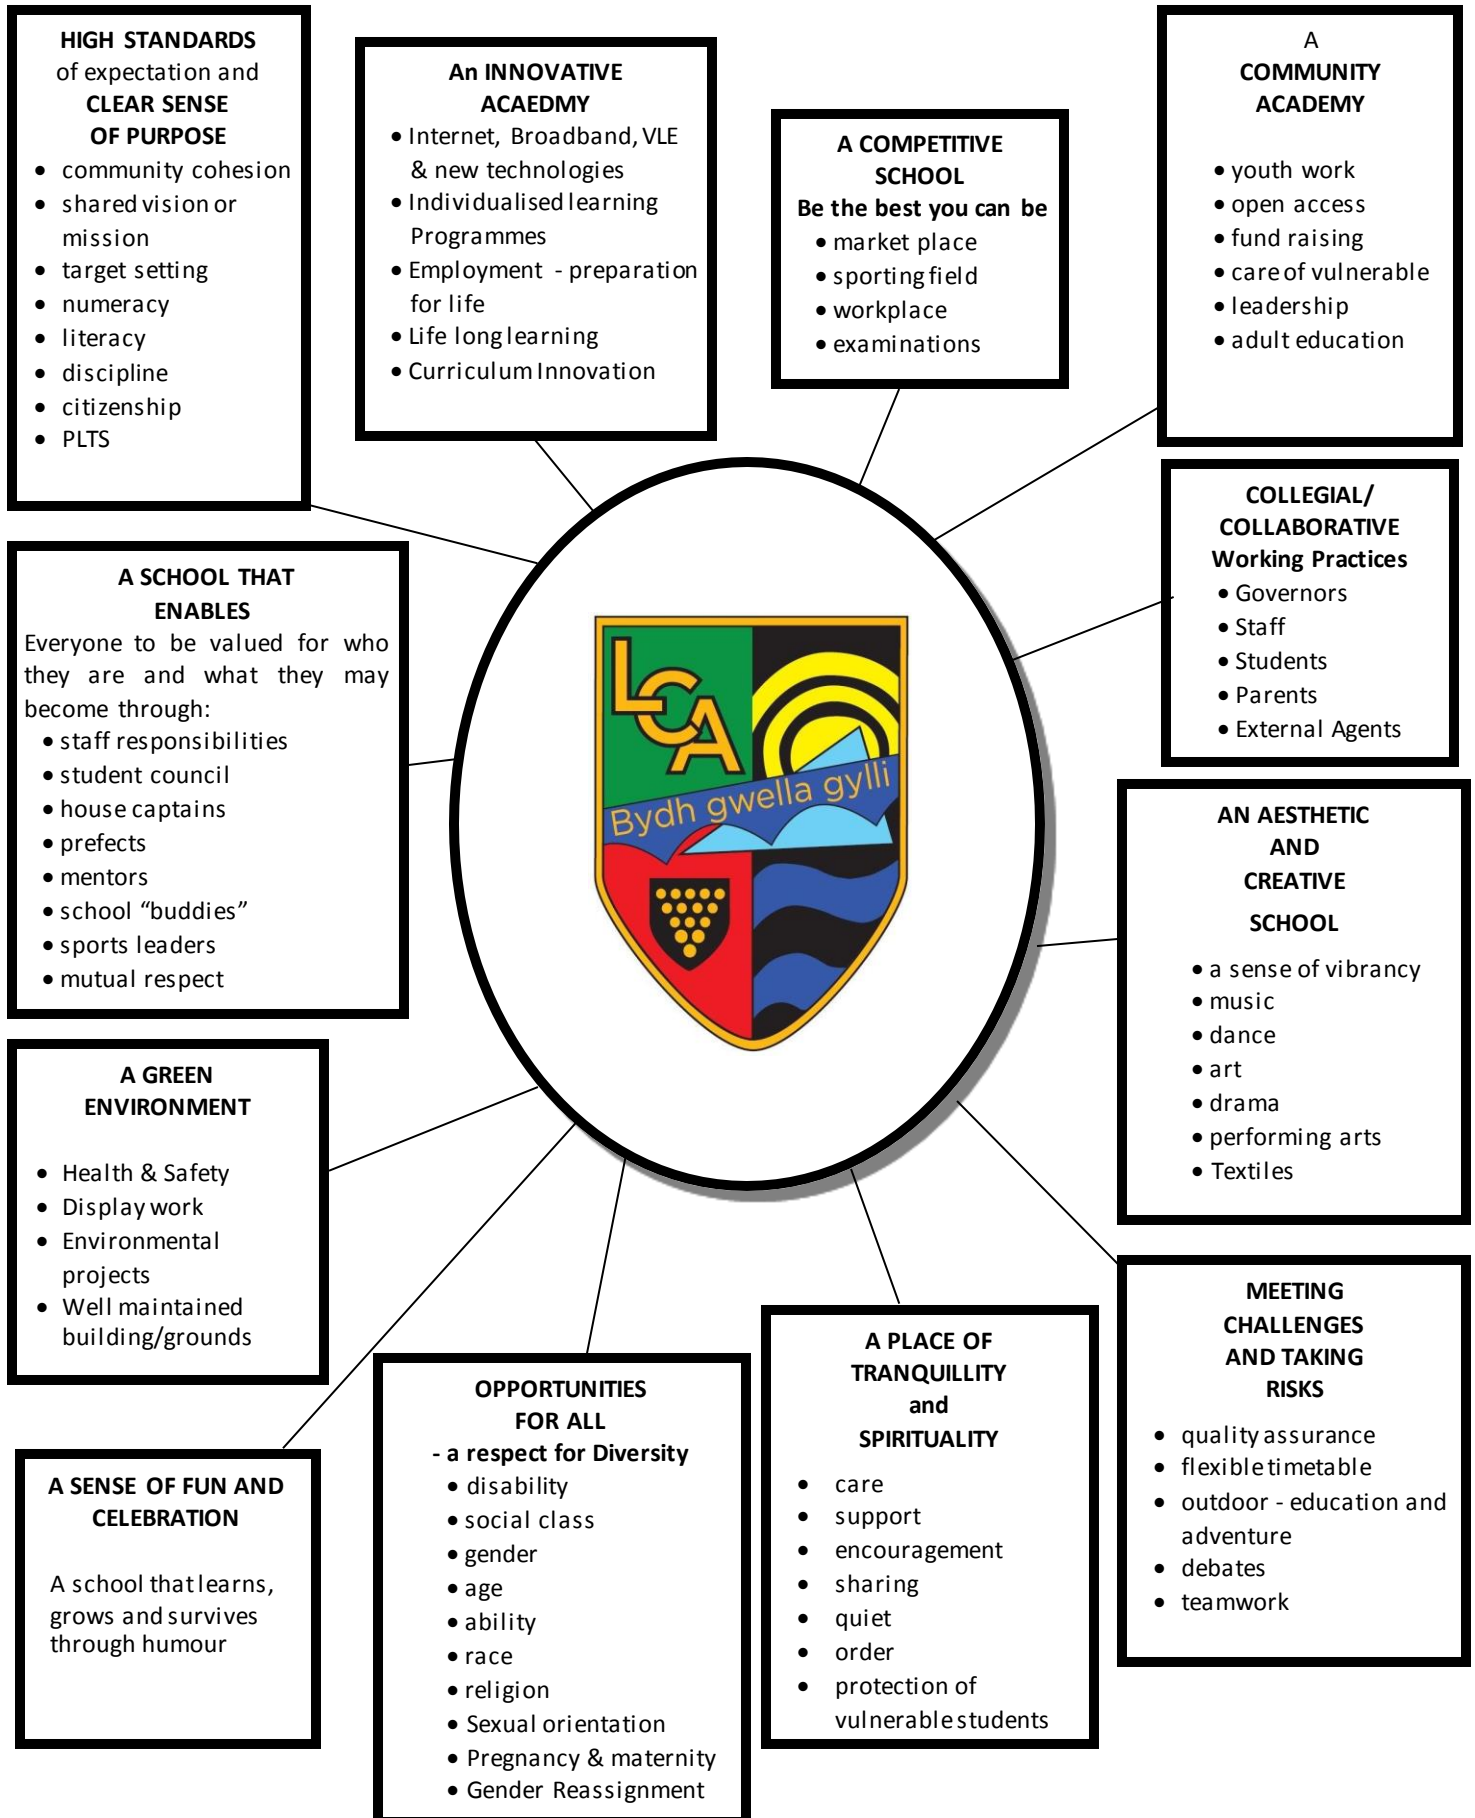 HIGH STANDARDS
of expectation and
CLEAR SENSE
OF PURPOSE
• community cohesion
• shared vision or
mission
• target setting
• numeracy
• literacy
• discipline
• citizenship
• PLTS
An INNOVATIVE
ACAEDMY
• Internet, Broadband, VLE
& new technologies
• Individualised learning
Programmes
• Employment - preparation
for life
• Life long learning
• Curriculum Innovation
A COMPETITIVE
SCHOOL
Be the best you can be
• market place
• sporting field
• workplace
• examinations
A
COMMUNITY
ACADEMY
• youth work
• open access
• fund raising
• care of vulnerable
• leadership
• adult education
COLLEGIAL/
COLLABORATIVE
Working Practices
• Governors
• Staff
• Students
• Parents
• External Agents
A SCHOOL THAT
ENABLES
Everyone to be valued for who
they are and what they may
become through:
• staff responsibilities
• student council
• house captains
• prefects
• mentors
• school “buddies”
• sports leaders
• mutual respect
LCA
Bydh gwella gylli
AN AESTHETIC
AND
CREATIVE
SCHOOL
• a sense of vibrancy
• music
• dance
• art
• drama
• performing arts
• Textiles
A GREEN
ENVIRONMENT
• Health & Safety
• Display work
• Environmental
projects
• Well maintained
building/grounds
A SENSE OF FUN AND
CELEBRATION
A school that learns,
grows and survives
through humour
OPPORTUNITIES
FOR ALL
- a respect for Diversity
• disability
• social class
• gender
• age
• ability
• race
• religion
• Sexual orientation
• Pregnancy & maternity
• Gender Reassignment
A PLACE OF
TRANQUILLITY
and
SPIRITUALITY
• care
• support
• encouragement
• sharing
• quiet
• order
• protection of
vulnerable students
MEETING
CHALLENGES
AND TAKING
RISKS
• quality assurance
• flexible timetable
• outdoor - education and
adventure
• debates
• teamwork